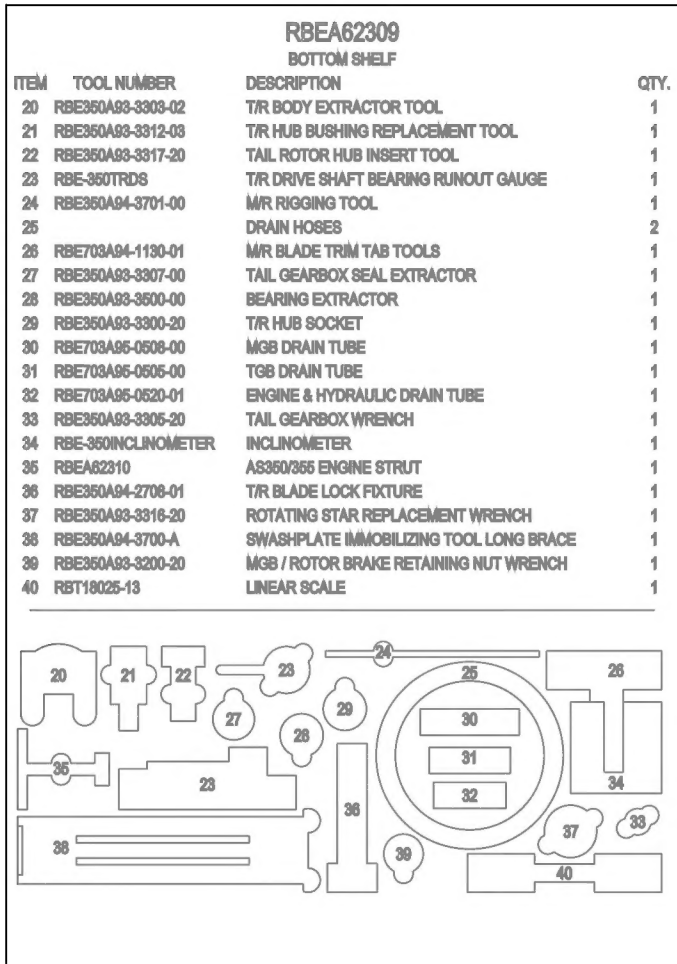 RBEA62309
BOTTOM SHELF
ITEM TOOL NUMBER DESCRIPTION QTY.
20 RBE350A93-3303-02 T/R BODY EXTRACTOR TOOL 1
21 RBE350A93-3312-03 T/R HUB BUSHING REPLACEMENT TOOL 1
22 RBE350A93-3317-20 TAIL ROTOR HUB INSERT TOOL 1
23 RBE-350TRDS T/R DRIVE SHAFT BEARING RUNOUT GAUGE 1
24 RBE350A94-3701-00 M/R RIGGING TOOL 1
25 DRAIN HOSES 2
26 RBE703A94-1130-01 M/R BLADE TRIM TAB TOOLS 1
27 RBE350A93-3307-00 TAIL GEARBOX SEAL EXTRACTOR 1
28 RBE350A93-3500-00 BEARING EXTRACTOR 1
29 RBE350A93-3300-20 T/R HUB SOCKET 1
30 RBE703A95-0508-00 MGB DRAIN TUBE 1
31 RBE703A95-0505-00 TGB DRAIN TUBE 1
32 RBE703A95-0520-01 ENGINE & HYDRAULIC DRAIN TUBE 1
33 RBE350A93-3305-20 TAIL GEARBOX WRENCH 1
34 RBE-350INCLINOMETER INCLINOMETER 1
35 RBEA62310 AS350/355 ENGINE STRUT 1
36 RBE350A94-2708-01 T/R BLADE LOCK FIXTURE 1
37 RBE350A93-3316-20 ROTATING STAR REPLACEMENT WRENCH 1
38 RBE350A94-3700-A SWASHPLATE IMMOBILIZING TOOL LONG BRACE 1
39 RBE350A93-3200-20 MGB / ROTOR BRAKE RETAINING NUT WRENCH 1
40 RBT18025-13 LINEAR SCALE 1
24
20 21 22 23 25 26
27 29 30
28
31
35 23 32 34
36
33
37
38 39
40